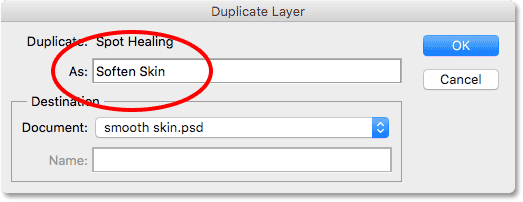 Duplicate Layer
Duplicate: Spot Healing
OK
As: Soften Skin
Cancel
Destination
Document: smooth skin.psd
Name: